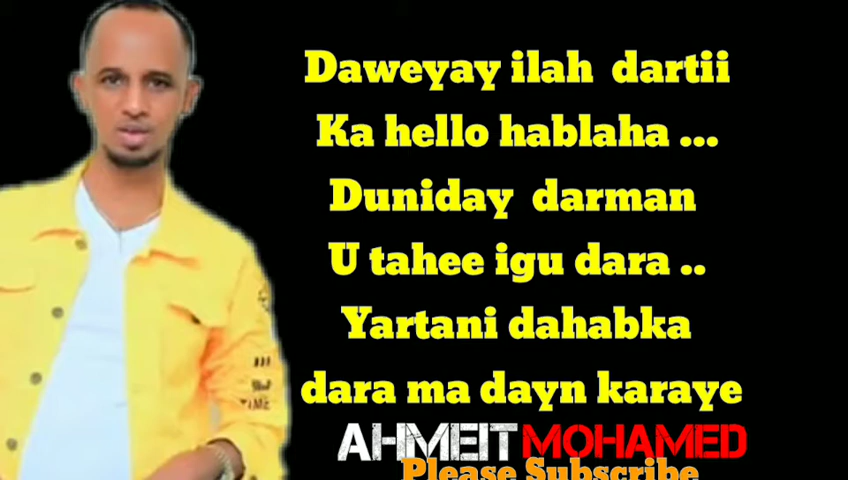 Daweyay ilah dartii
Ka hello hablaha ...
Duniday darman
U tahee igu dara ..
Yartani dahabka
dara ma dayn karaye
AHMEIT MOHAMED
Please Subscribe